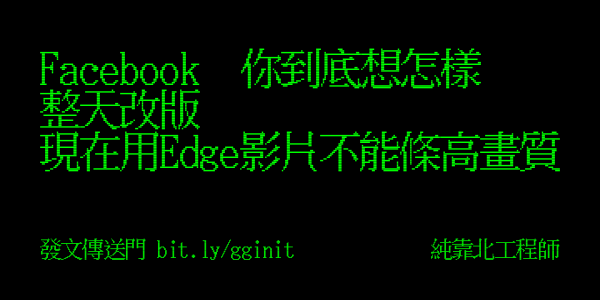 Facebook  你到底想怎樣
整天改版
現在用Edge影片不能條高畫質
發文傳送門 bit.ly/gginit
純靠北工程師